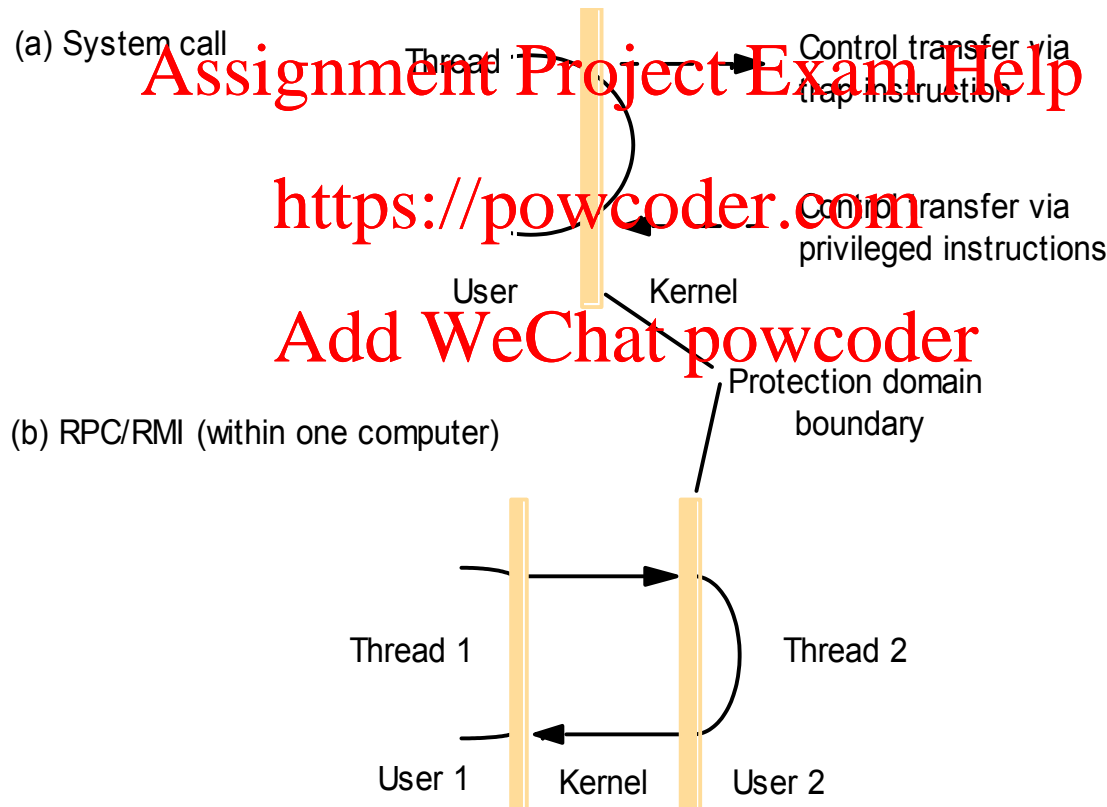 (a) System call
Thread
Control transfer via
trap instruction
Assignment Project Exam Help
https://powcoder.com
Control transfer via
privileged instructions
User
Kernel
Add WeChat powcoder
Protection domain
boundary
(b) RPC/RMI (within one computer)
Thread 1
Thread 2
User 1
Kernel
User 2